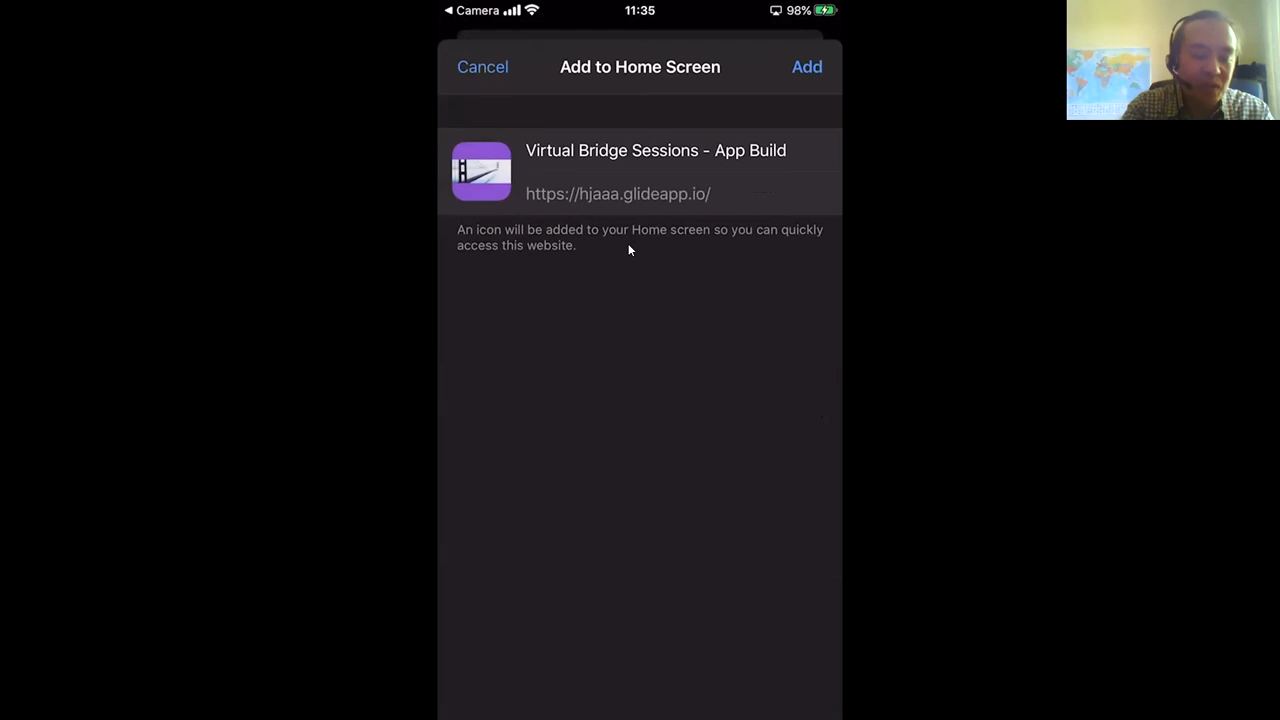 Camera
11:35
98%
Cancel
Add to Home Screen
Add
Virtual Bridge Sessions - App Build
https://hjaaa.glideapp.io/
An icon will be added to your Home screen so you can quickly
access this website.